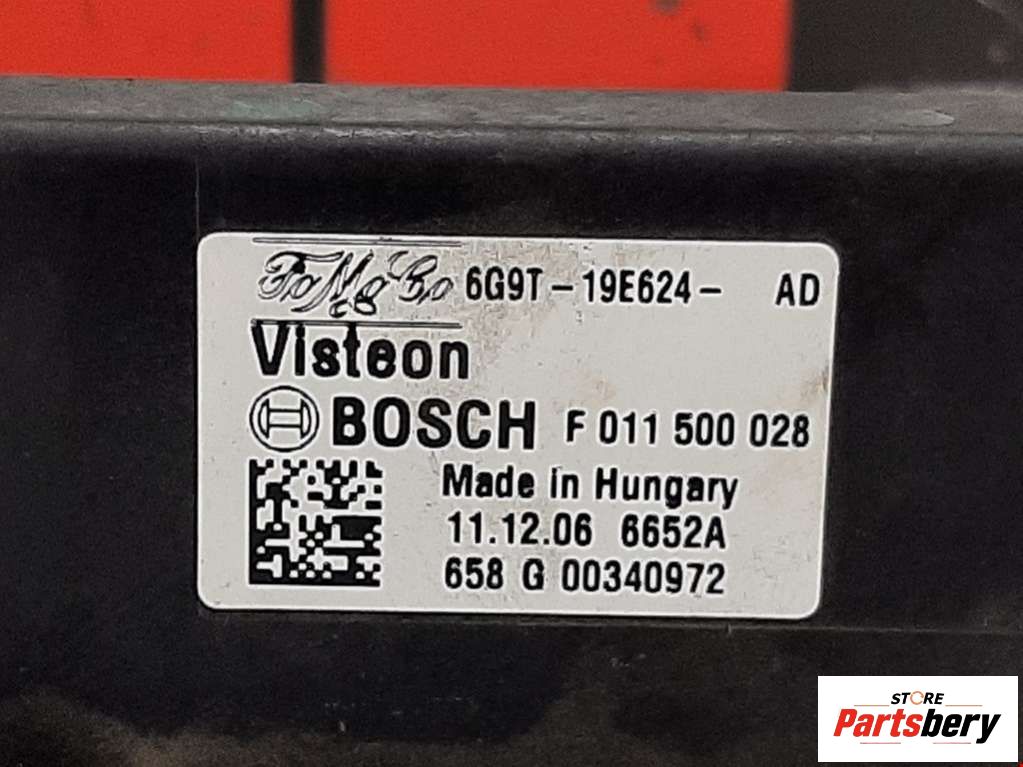 FoMoCo 6G9T - 19E624 - AD
Visteon
BOSCH F 011 500 028
Made in Hungary
11.12.06 6652A
658 G 00340972
STORE
Partsbery